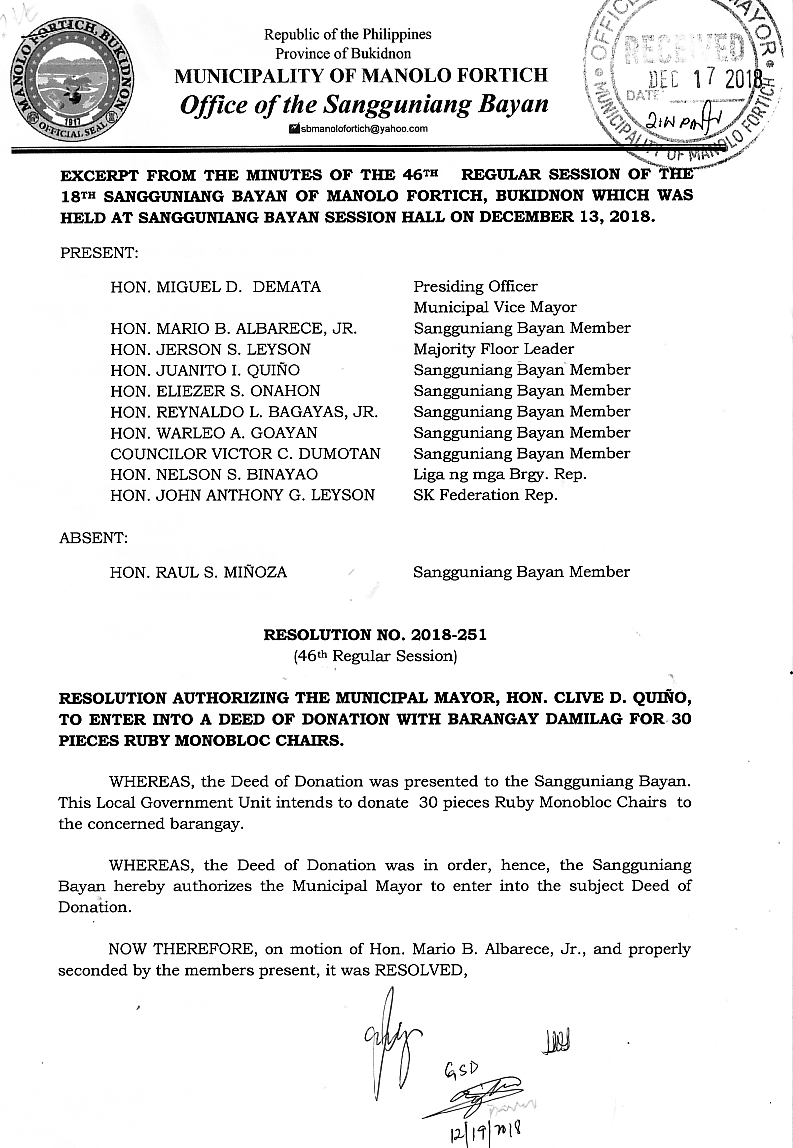 MANOLO FORTICH, BUKIDNON
1917
OFFICIAL SEAL
Republic of the Philippines
Province of Bukidnon
MUNICIPALITY OF MANOLO FORTICH
Office of the Sangguniang Bayan
sbmanolofortich@yahoo.com
RECEIVED
DEC 17 2018
DATE
MUNICIPALITY OF MANOLO FORTICH
EXCERPT FROM THE MINUTES OF THE 46TH REGULAR SESSION OF THE
18TH SANGGUNIANG BAYAN OF MANOLO FORTICH, BUKIDNON WHICH WAS
HELD AT SANGGUNIANG BAYAN SESSION HALL ON DECEMBER 13, 2018.
PRESENT:
HON. MIGUEL D. DEMATA Presiding Officer
Municipal Vice Mayor
HON. MARIO B. ALBARECE, JR. Sangguniang Bayan Member
HON. JERSON S. LEYSON Majority Floor Leader
HON. JUANITO I. QUIÑO Sangguniang Bayan Member
HON. ELIEZER S. ONAHON Sangguniang Bayan Member
HON. REYNALDO L. BAGAYAS, JR. Sangguniang Bayan Member
HON. WARLEO A. GOAYAN Sangguniang Bayan Member
COUNCILOR VICTOR C. DUMOTAN Sangguniang Bayan Member
HON. NELSON S. BINAYAO Liga ng mga Brgy. Rep.
HON. JOHN ANTHONY G. LEYSON SK Federation Rep.
ABSENT:
HON. RAUL S. MIÑOZA Sangguniang Bayan Member
RESOLUTION NO. 2018-251
(46th Regular Session)
RESOLUTION AUTHORIZING THE MUNICIPAL MAYOR, HON. CLIVE D. QUIÑO,
TO ENTER INTO A DEED OF DONATION WITH BARANGAY DAMILAG FOR 30
PIECES RUBY MONOBLOC CHAIRS.
WHEREAS, the Deed of Donation was presented to the Sangguniang Bayan.
This Local Government Unit intends to donate 30 pieces Ruby Monobloc Chairs to
the concerned barangay.
WHEREAS, the Deed of Donation was in order, hence, the Sangguniang
Bayan hereby authorizes the Municipal Mayor to enter into the subject Deed of
Donation.
NOW THEREFORE, on motion of Hon. Mario B. Albarece, Jr., and properly
seconded by the members present, it was RESOLVED,
GSD
12/19/2018